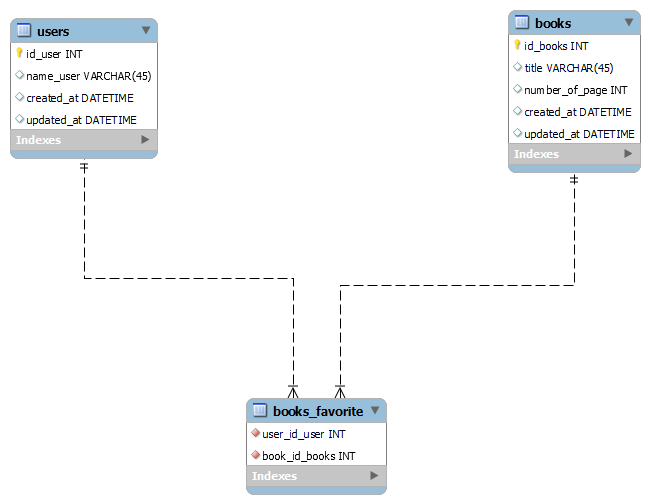 users
id_user INT
name_user VARCHAR(45)
created_at DATETIME
updated_at DATETIME
Indexes
books
id_books INT
title VARCHAR(45)
number_of_page INT
created_at DATETIME
updated_at DATETIME
Indexes
books_favorite
user_id_user INT
book_id_books INT
Indexes